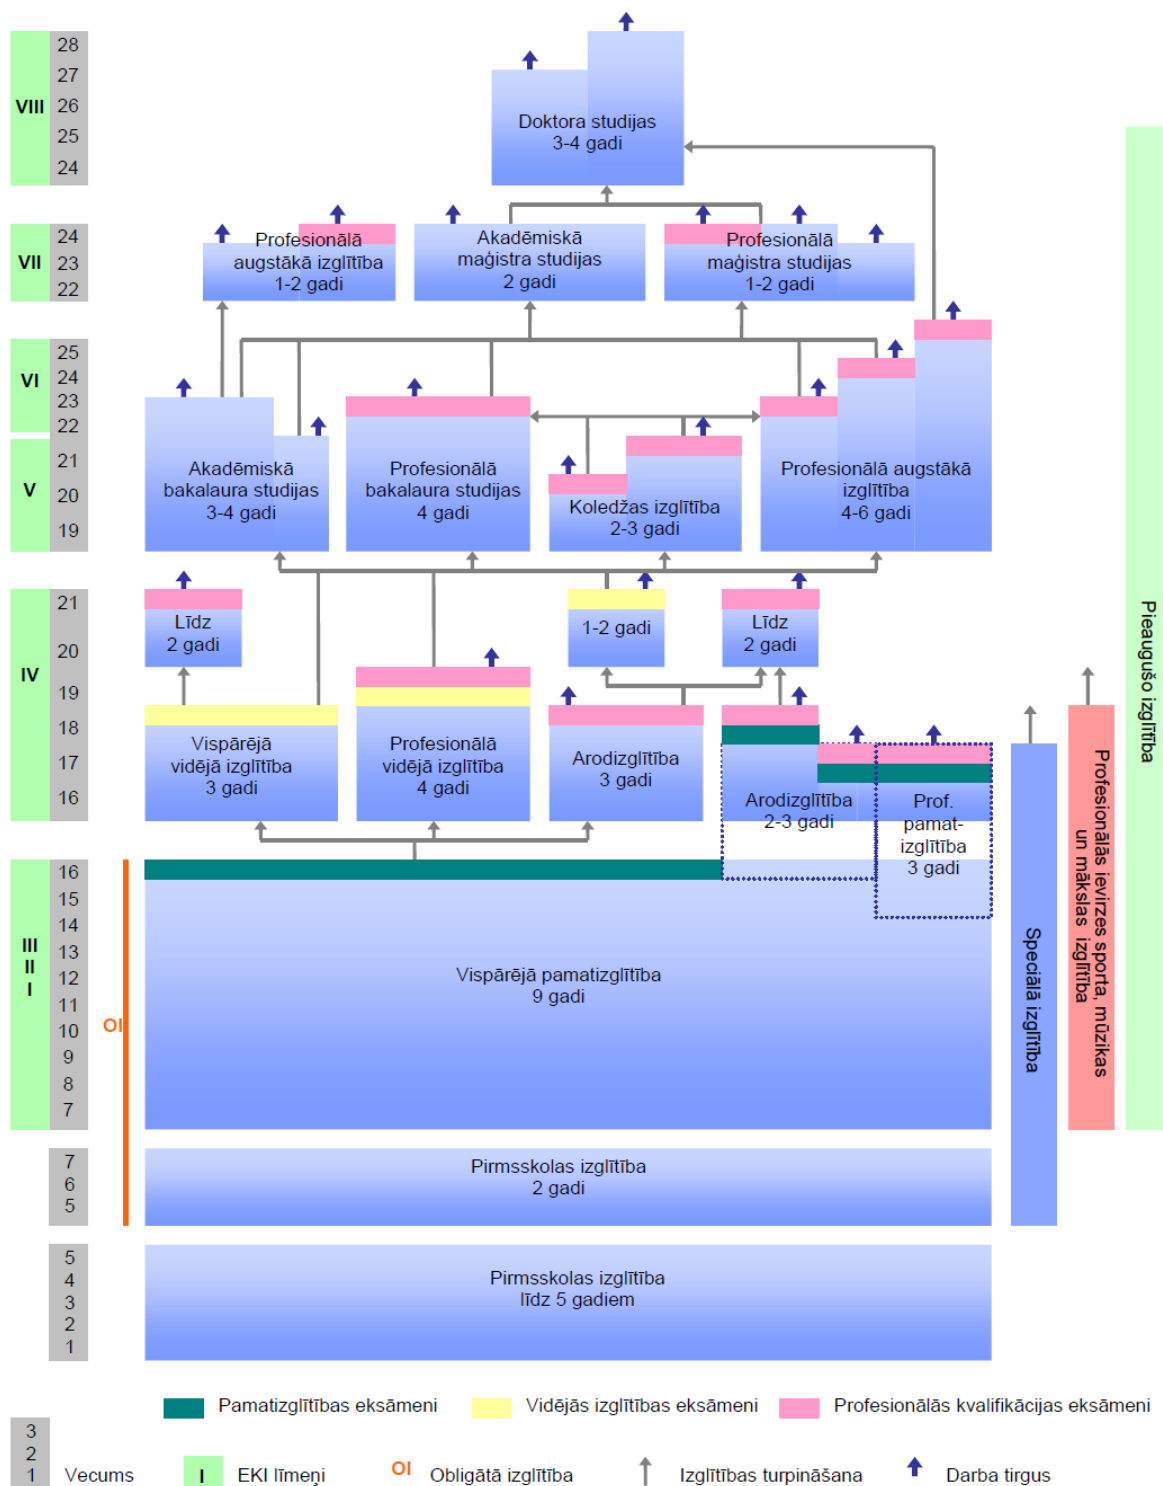 VIII
28
27
26
25
24
Doktora studijas
3-4 gadi
VII
24
23
22
Profesionālā
augstākā izglītība
1-2 gadi
Akadēmiskā
maģistra studijas
2 gadi
Profesionālā
maģistra studijas
1-2 gadi
VI
V
25
24
23
22
21
20
19
Akadēmiskā
bakalaura studijas
3-4 gadi
Profesionālā
bakalaura studijas
4 gadi
Koledžas izglītība
2-3 gadi
Profesionālā augstākā
izglītība
4-6 gadi
IV
21
20
19
18
17
16
Līdz
2 gadi
1-2 gadi
Līdz
2 gadi
Vispārējā
vidējā izglītība
3 gadi
Profesionālā
vidējā izglītība
4 gadi
Arodizglītība
3 gadi
Arodizglītība
2-3 gadi
Prof.
pamat-
izglītība
3 gadi
III
II
I
16
15
14
13
12
11
10
9
8
7
OI
Vispārējā pamatizglītība
9 gadi
7
6
5
Pirmsskolas izglītība
2 gadi
5
4
3
2
1
Pirmsskolas izglītība
līdz 5 gadiem
Speciālā izglītība
Profesionālās ievirzes sporta, mūzikas
un mākslas izglītība
Pieaugušo izglītība
Pamatizglītības eksāmeni
Vidējās izglītības eksāmeni
Profesionālās kvalifikācijas eksāmeni
3
2
1
Vecums
I
EKI līmeņi
OI
Obligātā izglītība
Izglītības turpināšana
Darba tirgus